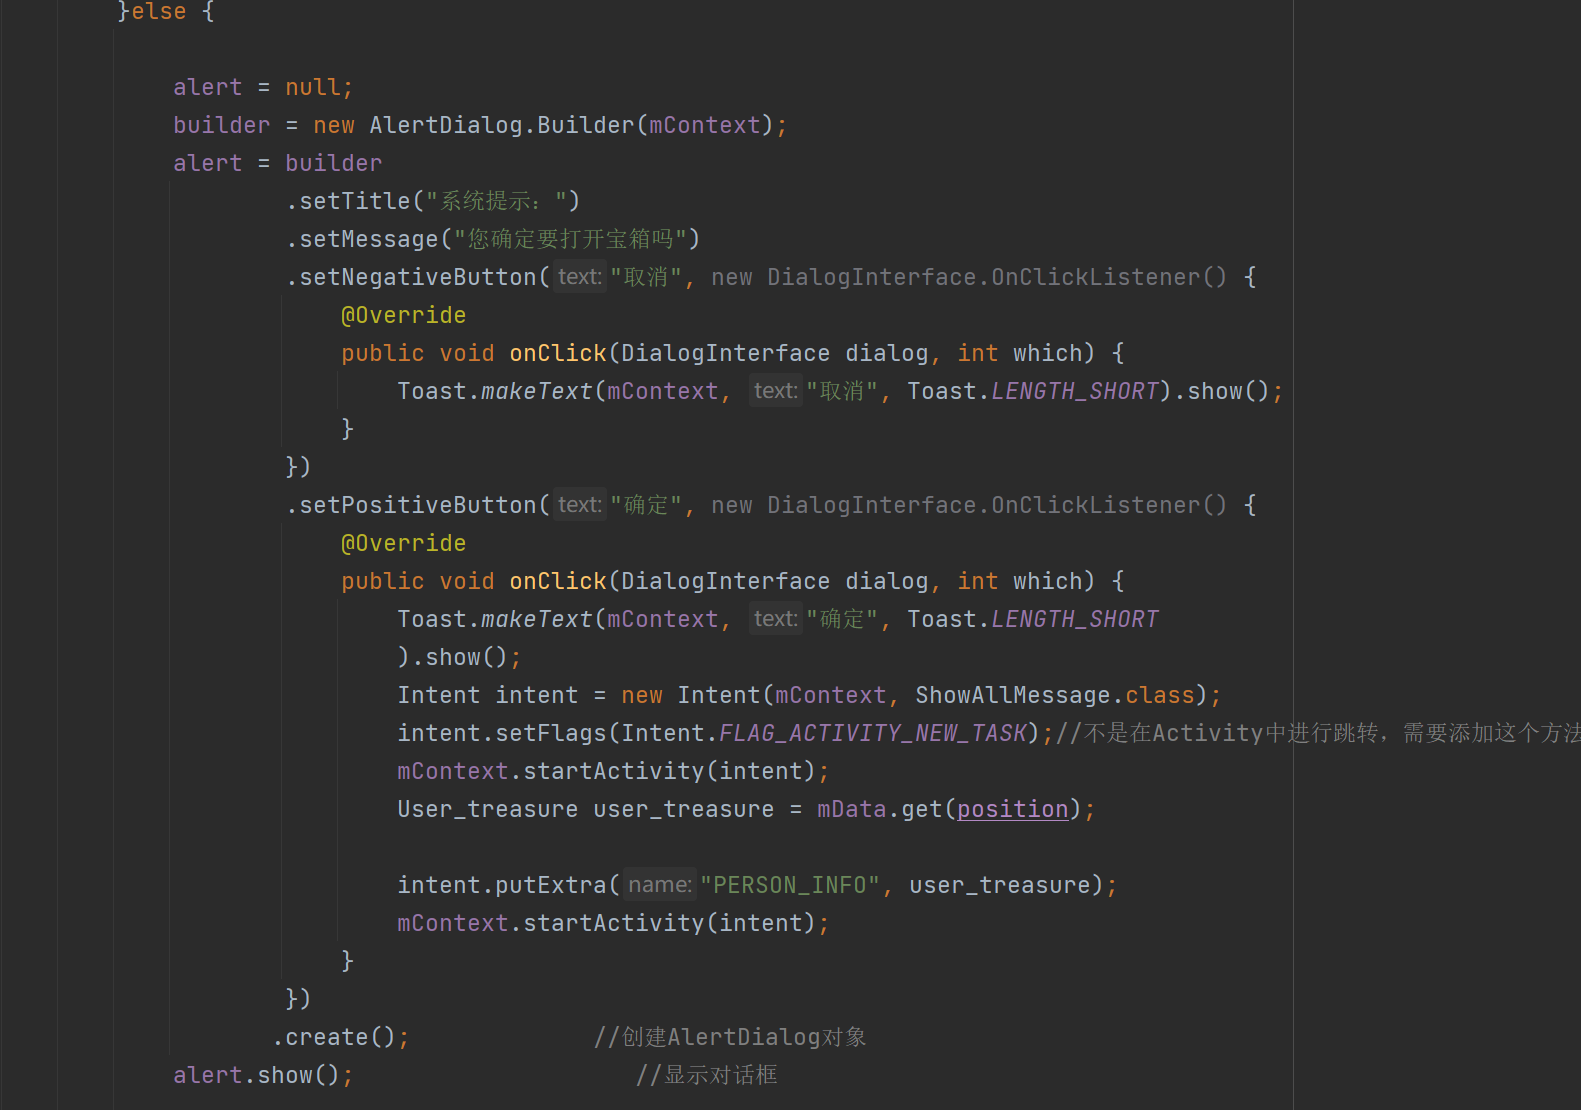 }else {
alert = null;
builder = new AlertDialog.Builder(mContext);
alert = builder
.setTitle("系统提示：")
.setMessage("您确定要打开宝箱吗")
.setNegativeButton( text: "取消", new DialogInterface.OnClickListener() {
@Override
public void onClick(DialogInterface dialog, int which) {
Toast.makeText(mContext, text: "取消", Toast.LENGTH_SHORT).show();
}
})
.setPositiveButton( text: "确定", new DialogInterface.OnClickListener() {
@Override
public void onClick(DialogInterface dialog, int which) {
Toast.makeText(mContext, text: "确定", Toast.LENGTH_SHORT
).show();
Intent intent = new Intent(mContext, ShowAllMessage.class);
intent.setFlags(Intent.FLAG_ACTIVITY_NEW_TASK);//不是在Activity中进行跳转，需要添加这个方法
mContext.startActivity(intent);
User_treasure user_treasure = mData.get(position);
intent.putExtra( name: "PERSON_INFO", user_treasure);
mContext.startActivity(intent);
}
})
.create(); //创建AlertDialog对象
alert.show(); //显示对话框